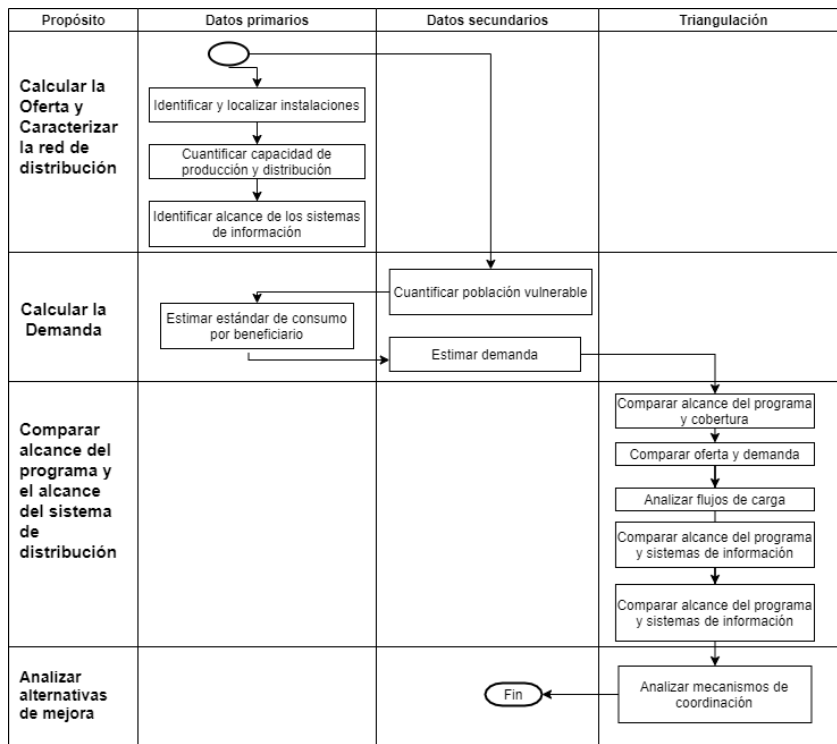 Propósito
Datos primarios
Datos secundarios
Triangulación
Calcular la
Oferta y
Caracterizar
la red de
distribución
Identificar y localizar instalaciones
Cuantificar capacidad de
producción y distribución
Identificar alcance de los sistemas
de información
Calcular la
Demanda
Cuantificar población vulnerable
Estimar estándar de consumo
por beneficiario
Estimar demanda
Comparar
alcance del
programa y
el alcance
del sistema
de
distribución
Comparar alcance del programa
y cobertura
Comparar oferta y demanda
Analizar flujos de carga
Comparar alcance del programa
y sistemas de información
Comparar alcance del programa
y sistemas de información
Analizar
alternativas
de mejora
Fin
Analizar mecanismos de
coordinación